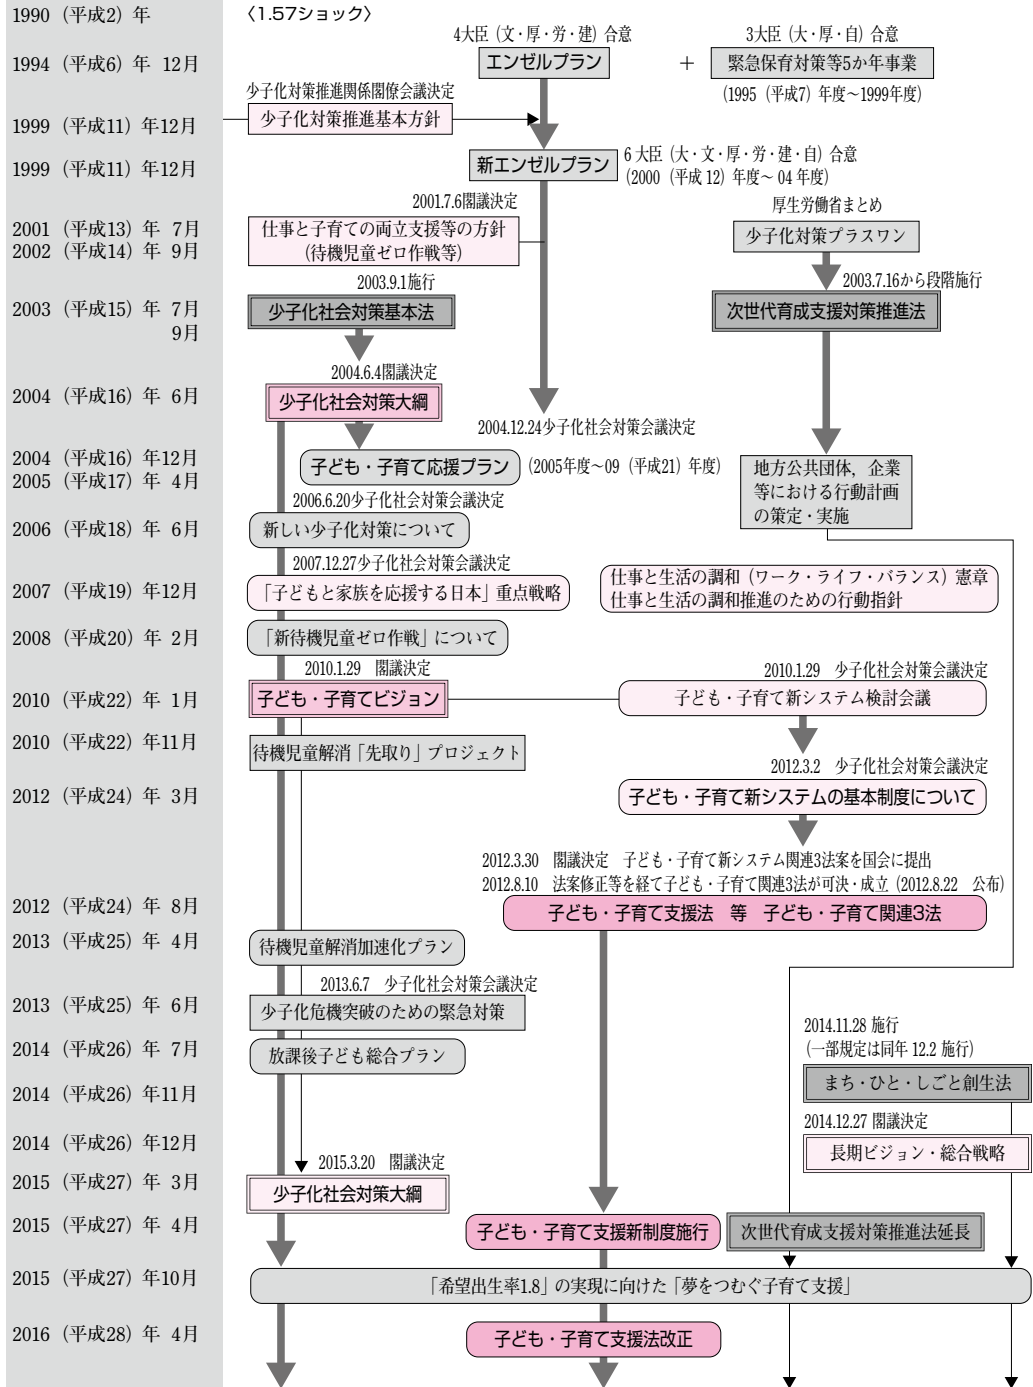 1990（平成2）年
〈1.57ショック〉
4大臣（文・厚・労・建）合意
3大臣（大・厚・自）合意
1994（平成6）年 12月
エンゼルプラン
＋
緊急保育対策等5か年事業
（1995（平成7）年度〜1999年度）
少子化対策推進関係閣僚会議決定
1999（平成11）年12月
少子化対策推進基本方針
1999（平成11）年12月
新エンゼルプラン
6大臣（大・文・厚・労・建・自）合意
（2000（平成12）年度〜04年度）
2001.7.6閣議決定
厚生労働省まとめ
2001（平成13）年 7月
2002（平成14）年 9月
仕事と子育ての両立支援等の方針
（待機児童ゼロ作戦等）
少子化対策プラスワン
2003.9.1施行
2003.7.16から段階施行
2003（平成15）年 7月
9月
少子化社会対策基本法
次世代育成支援対策推進法
2004.6.4閣議決定
2004（平成16）年 6月
少子化社会対策大綱
2004.12.24少子化社会対策会議決定
2004（平成16）年12月
2005（平成17）年 4月
子ども・子育て応援プラン
（2005年度〜09（平成21）年度）
地方公共団体，企業
等における行動計画
の策定・実施
2006.6.20少子化社会対策会議決定
2006（平成18）年 6月
新しい少子化対策について
2007.12.27少子化社会対策会議決定
2007（平成19）年12月
「子どもと家族を応援する日本」重点戦略
仕事と生活の調和（ワーク・ライフ・バランス）憲章
仕事と生活の調和推進のための行動指針
2008（平成20）年 2月
「新待機児童ゼロ作戦」について
2010.1.29 閣議決定
2010.1.29 少子化社会対策会議決定
2010（平成22）年 1月
子ども・子育てビジョン
子ども・子育て新システム検討会議
2010（平成22）年11月
待機児童解消「先取り」プロジェクト
2012.3.2 少子化社会対策会議決定
2012（平成24）年 3月
子ども・子育て新システムの基本制度について
2012.3.30 閣議決定 子ども・子育て新システム関連3法案を国会に提出
2012.8.10 法案修正等を経て子ども・子育て関連3法が可決・成立（2012.8.22 公布）
2012（平成24）年 8月
子ども・子育て支援法 等 子ども・子育て関連3法
2013（平成25）年 4月
待機児童解消加速化プラン
2013.6.7 少子化社会対策会議決定
2013（平成25）年 6月
少子化危機突破のための緊急対策
2014（平成26）年 7月
放課後子ども総合プラン
2014.11.28 施行
（一部規定は同年 12.2 施行）
2014（平成26）年11月
まち・ひと・しごと創生法
2014.12.27 閣議決定
2014（平成26）年12月
長期ビジョン・総合戦略
2015.3.20 閣議決定
2015（平成27）年 3月
少子化社会対策大綱
2015（平成27）年 4月
子ども・子育て支援新制度施行
次世代育成支援対策推進法延長
2015（平成27）年10月
「希望出生率1.8」の実現に向けた「夢をつむぐ子育て支援」
2016（平成28）年 4月
子ども・子育て支援法改正